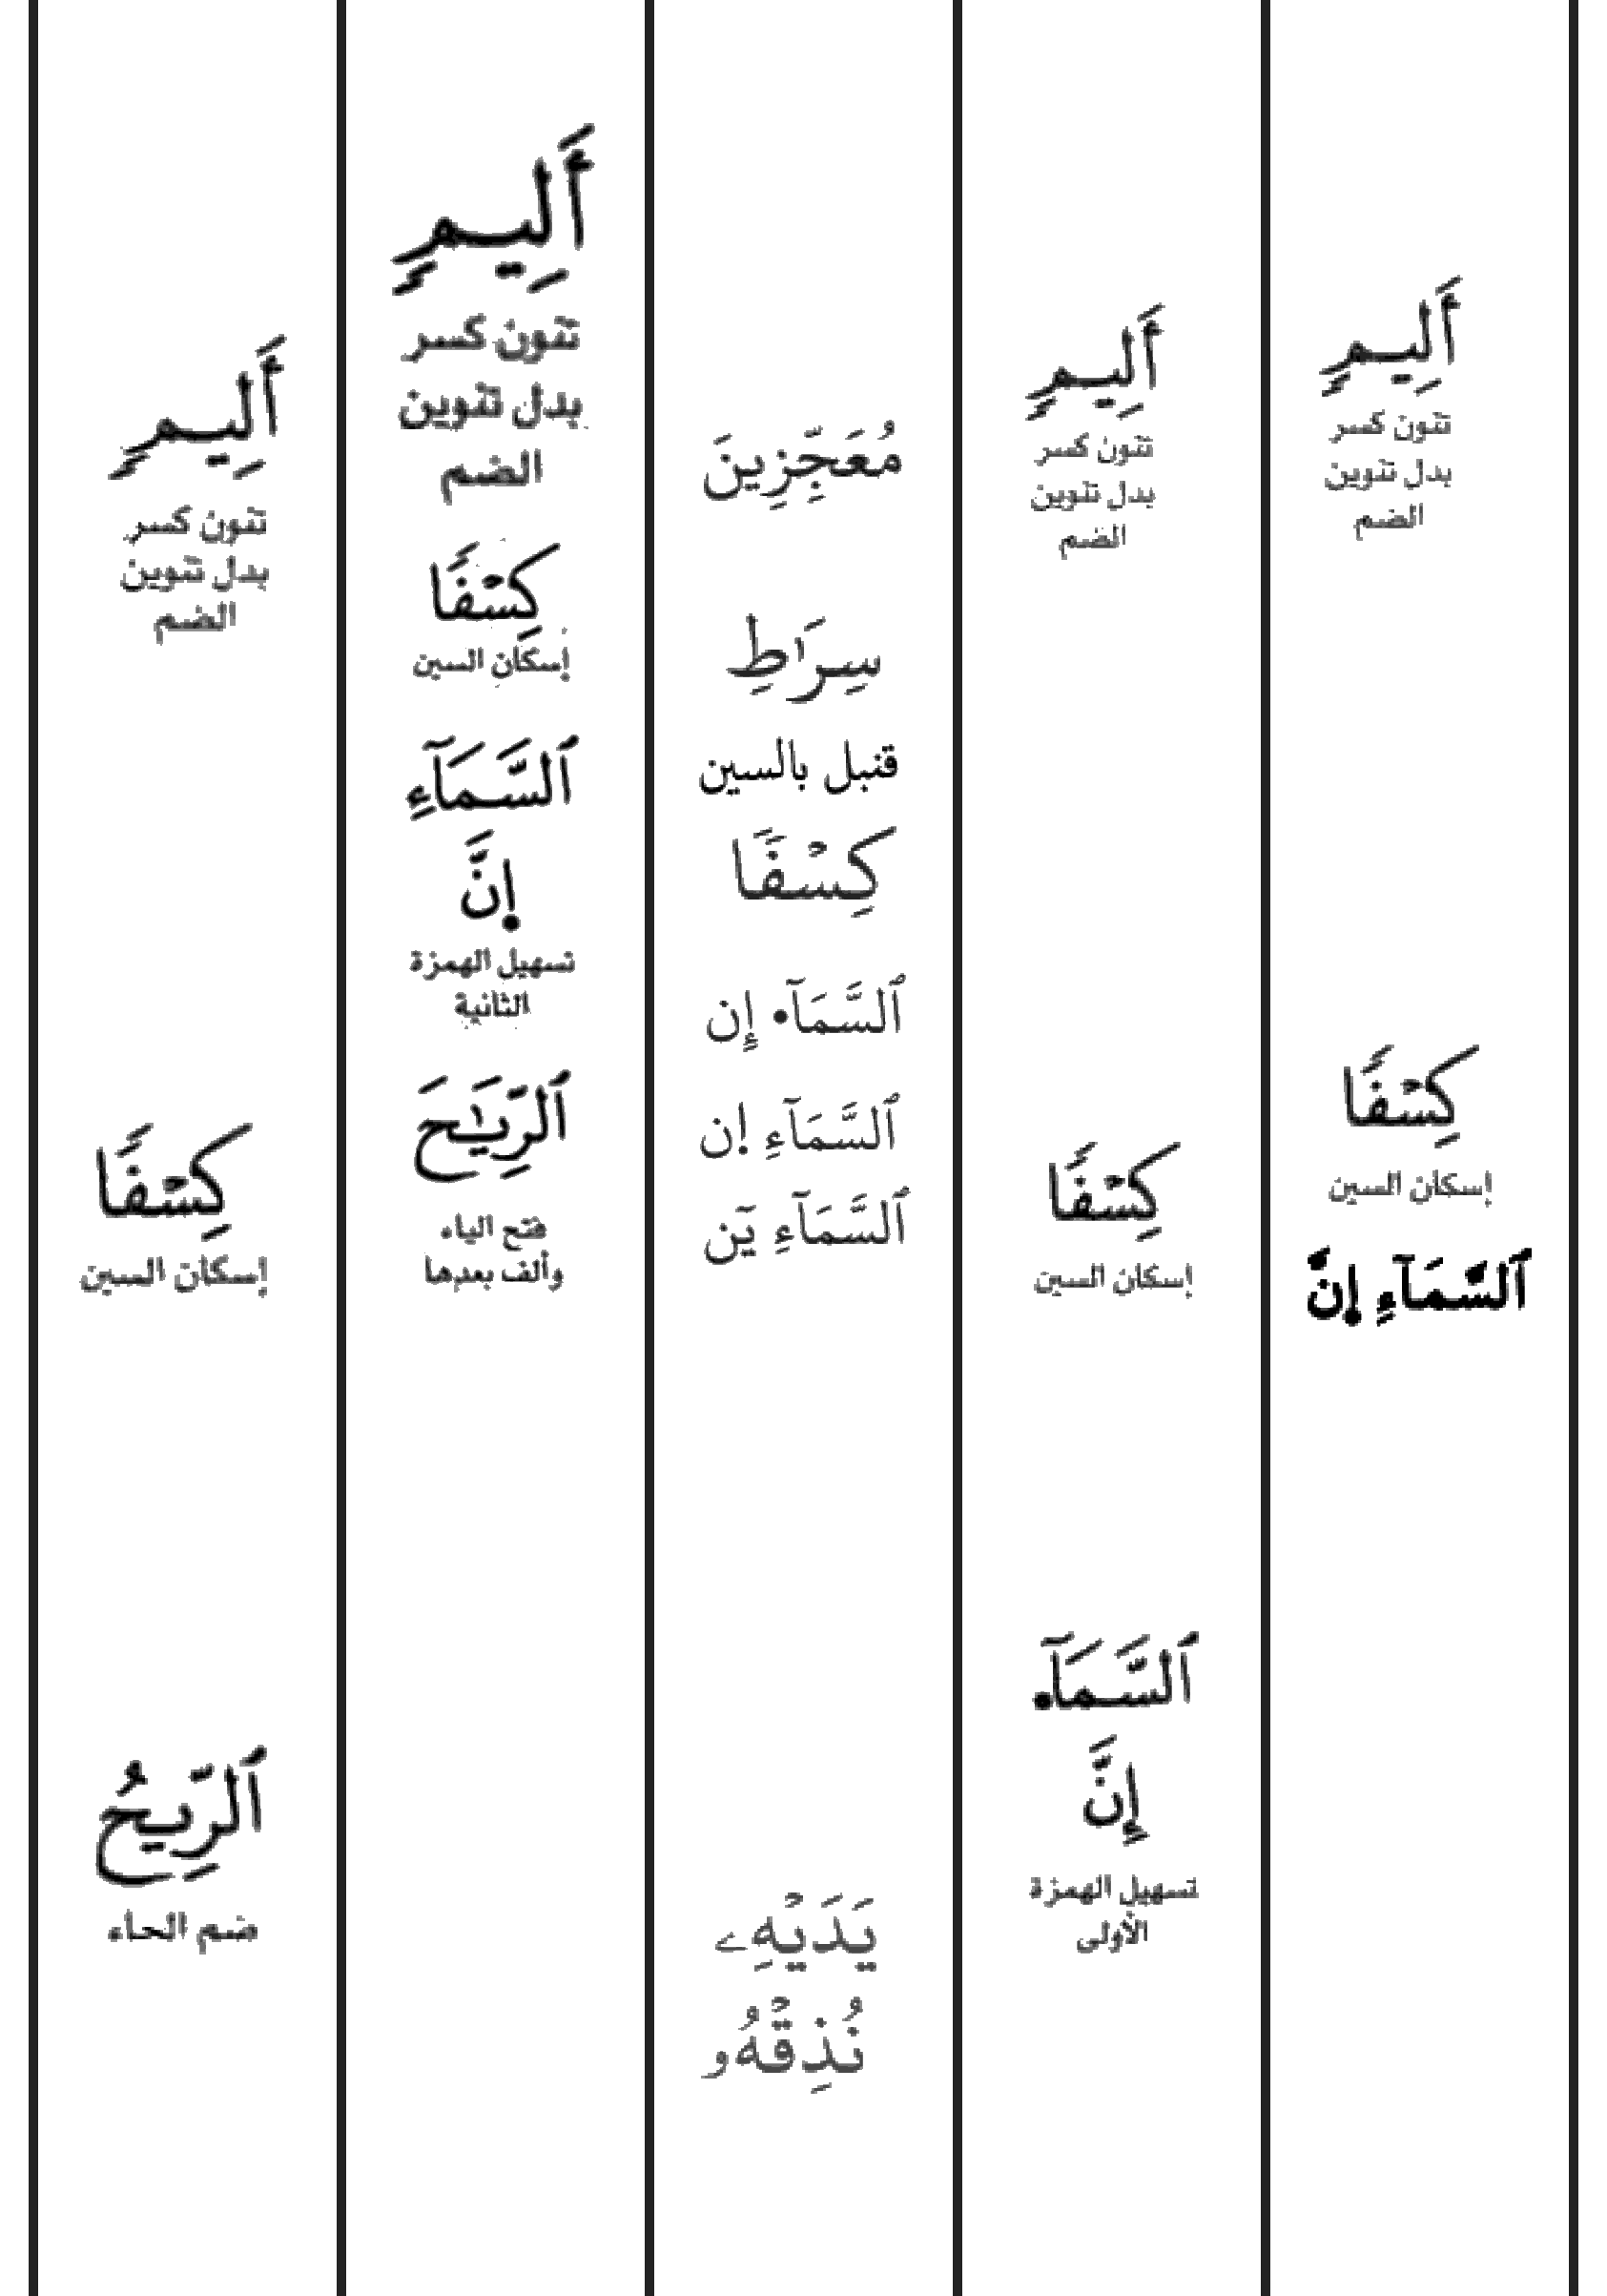 أَلِيمٍ
تنون كسر
بدل تنوين
الضم
كِسْفًا
إسكان السين
ٱلسَّمَآءِ إنَّ
أَلِيمٍ
تنون كسر
بدل تنوين
الضم
كِسْفًا
إسكان السين
ٱلسَّمَآ•
إِنَّ
تسهيل الهمزة
الأولى
مُعَجِّزِينَ
سِرَٰطِ
قنبل بالسين
كِسْفًا
ٱلسَّمَآ• إِن
ٱلسَّمَآءِ ا۪ن
ٱلسَّمَآءِ يٓن
يَدَيْهِۦ
نُذِقْهُۥ
أَلِيمٍ
تنون كسر
بدل تنوين
الضم
كِسْفًا
إسكان السين
ٱلسَّمَآءِ
ا۪نَّ
تسهيل الهمزة
الثانية
ٱلرِّيَٰحَ
فتح الياء
وألف بعدها
أَلِيمٍ
تنون كسر
بدل تنوين
الضم
كِسْفًا
إسكان السين
ٱلرِّيحُ
ضم الحاء